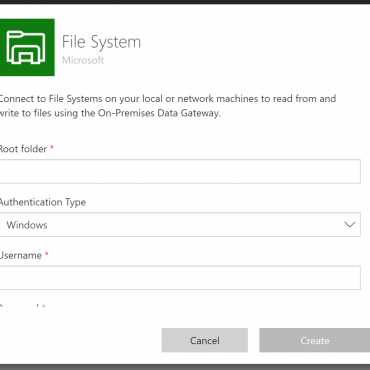 File System
Microsoft
Connect to File Systems on your local or network machines to read from and
write to files using the On-Premises Data Gateway.
Root folder *
Authentication Type
Windows
Username *
Cancel
Create